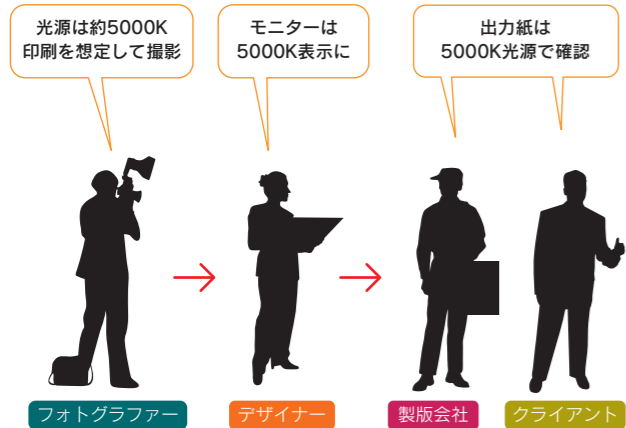 光源は約5000K
印刷を想定して撮影
モニターは
5000K表示に
出力紙は
5000K光源で確認
フォトグラファー
デザイナー
製版会社
クライアント